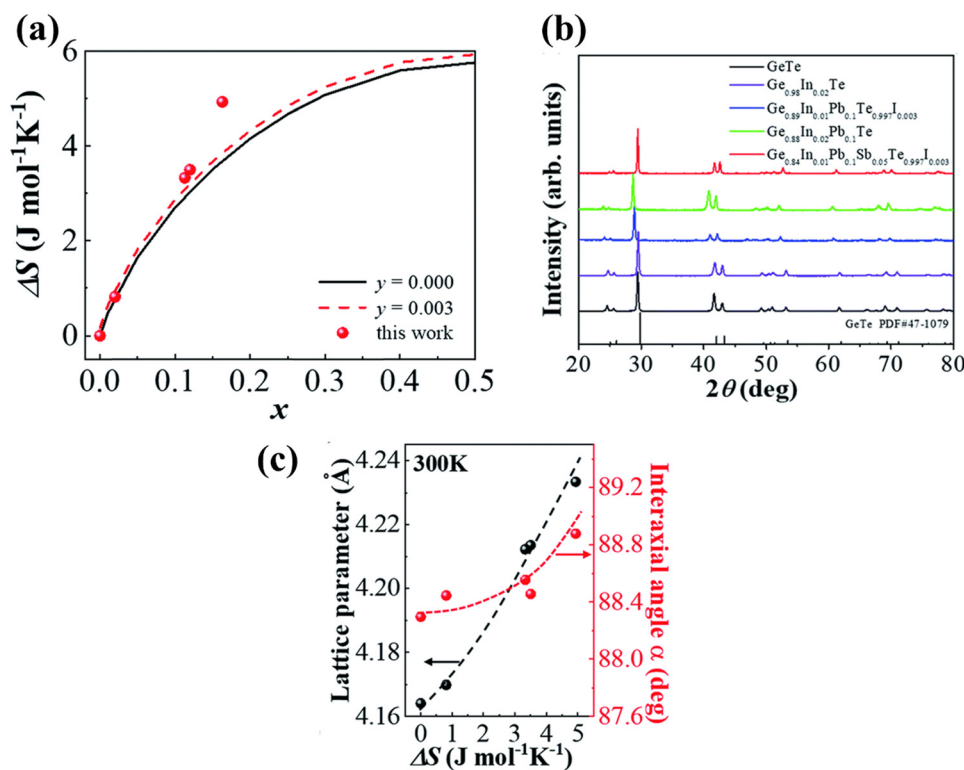 (a)
ΔS (J mol⁻¹K⁻¹)
6
4
2
0
y = 0.000
y = 0.003
this work
0.0 0.1 0.2 0.3 0.4 0.5
x
(b)
Intensity (arb. units)
GeTe
Ge₀.₉₈In₀.₀₂Te
Ge₀.₈₉In₀.₀₁Pb₀.₁Te₀.₉₉₇I₀.₀₀₃
Ge₀.₈₈In₀.₀₂Pb₀.₁Te
Ge₀.₈₄In₀.₀₁Pb₀.₁Sb₀.₀₅Te₀.₉₉₇I₀.₀₀₃
GeTe PDF#47-1079
20 30 40 50 60 70 80
2θ (deg)
(c)
300K
Lattice parameter (Å)
4.24
4.22
4.20
4.18
4.16
Interaxial angle α (deg)
89.2
88.8
88.4
88.0
87.6
0 1 2 3 4 5
ΔS (J mol⁻¹K⁻¹)